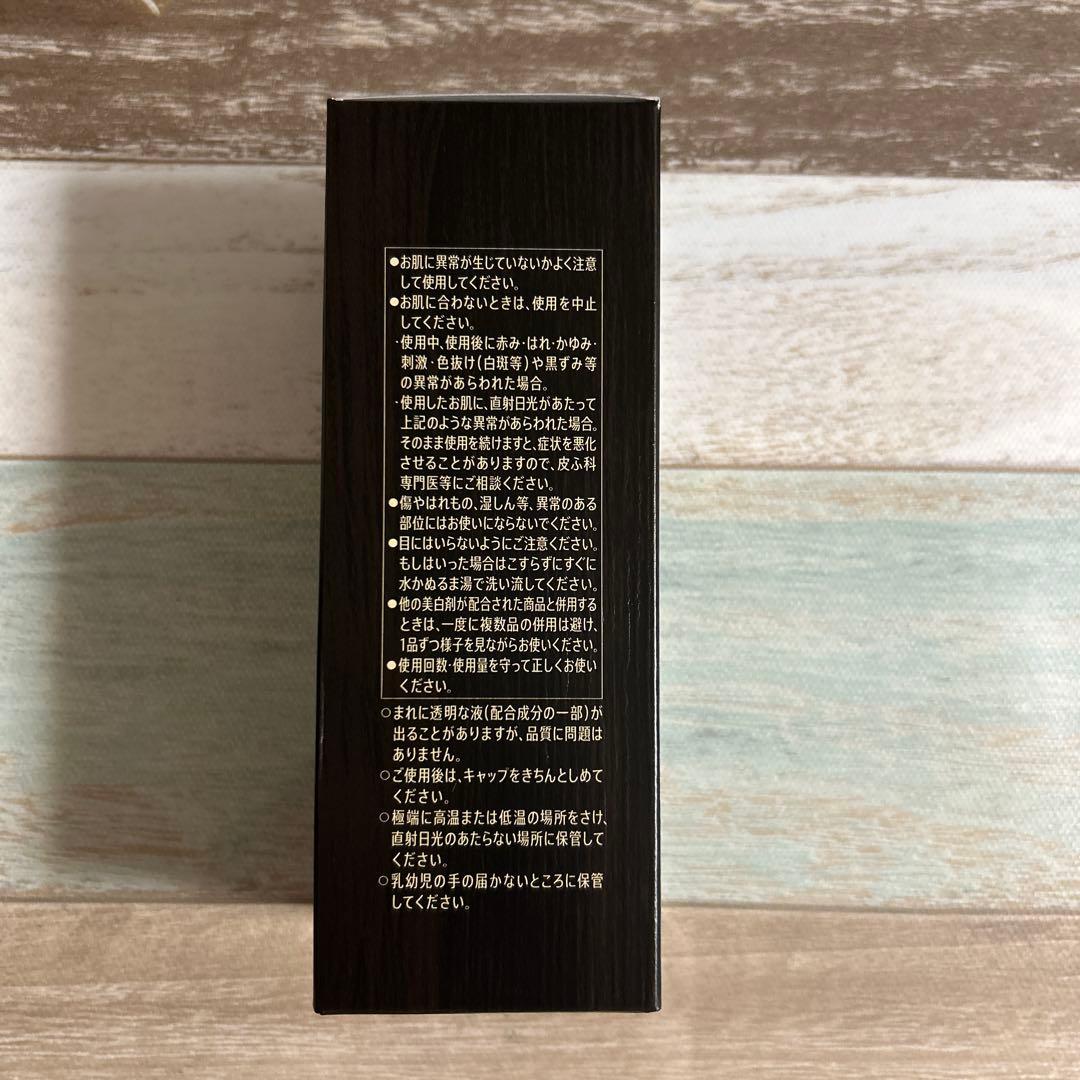 ●お肌に異常が生じていないかよく注意
して使用してください。
●お肌に合わないときは、使用を中止
してください。
・使用中、使用後に赤み・はれ・かゆみ・
刺激・色抜け(白斑等)や黒ずみ等
の異常があらわれた場合。
・使用したお肌に、直射日光があたって
上記のような異常があらわれた場合。
そのまま使用を続けますと、症状を悪化
させることがありますので、皮ふ科
専門医等にご相談ください。
●傷やはれもの、湿しん等、異常のある
部位にはお使いにならないでください。
●目にはいらないようにご注意ください。
もしはいった場合はこすらずにすぐに
水かぬるま湯で洗い流してください。
●他の美白剤が配合された商品と併用する
ときは、一度に複数品の併用は避け、
1品ずつ様子を見ながらお使いください。
●使用回数・使用量を守って正しくお使い
ください。
○まれに透明な液(配合成分の一部)が
出ることがありますが、品質に問題は
ありません。
○ご使用後は、キャップをきちんとしめて
ください。
○極端に高温または低温の場所をさけ、
直射日光のあたらない場所に保管して
ください。
○乳幼児の手の届かないところに保管
してください。